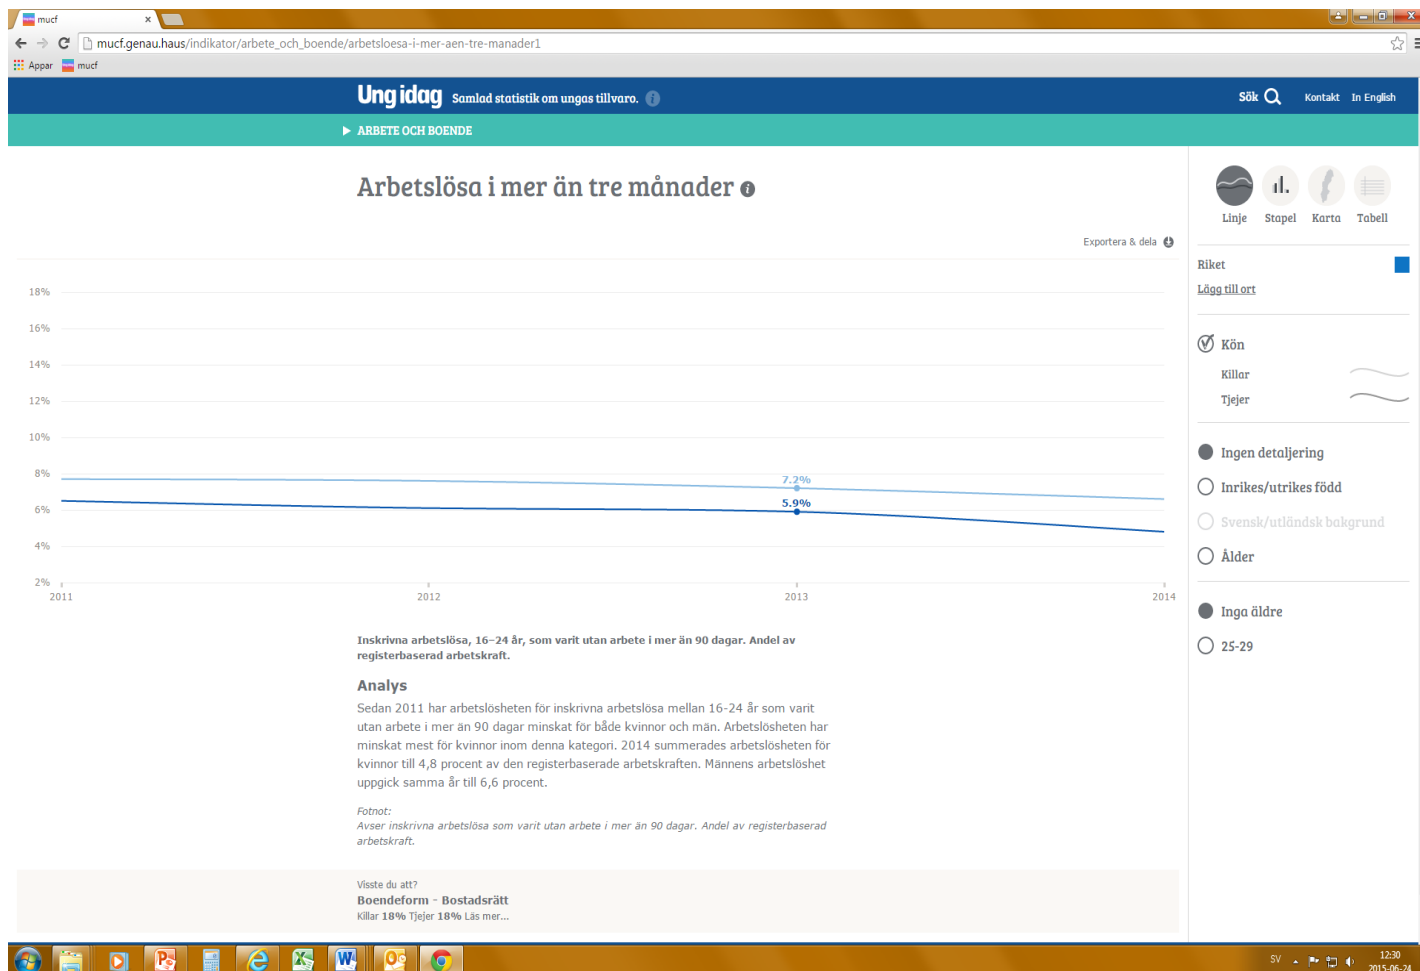 mucf
mucf.genau.haus/indikator/arbete_och_boende/arbetsloesa-i-mer-aen-tre-manader1
Appar mucf
Ung idag Samlad statistik om ungas tillvaro. i
Sök Kontakt In English
ARBETE OCH BOENDE
Arbetslösa i mer än tre månader i
Linje Stapel Karta Tabell
Exportera & dela
Riket
Lägg till ort
Kön
Killar
Tjejer
Ingen detaljering
Inrikes/utrikes född
Svensk/utländsk bakgrund
Ålder
Inga äldre
25-29
18%
16%
14%
12%
10%
8%
6%
4%
2%
7.2%
5.9%
2011 2012 2013 2014
Inskrivna arbetslösa, 16–24 år, som varit utan arbete i mer än 90 dagar. Andel av
registerbaserad arbetskraft.
Analys
Sedan 2011 har arbetslösheten för inskrivna arbetslösa mellan 16-24 år som varit
utan arbete i mer än 90 dagar minskat för både kvinnor och män. Arbetslösheten har
minskat mest för kvinnor inom denna kategori. 2014 summerades arbetslösheten för
kvinnor till 4,8 procent av den registerbaserade arbetskraften. Männens arbetslöshet
uppgick samma år till 6,6 procent.
Fotnot:
Avser inskrivna arbetslösa som varit utan arbete i mer än 90 dagar. Andel av registerbaserad
arbetskraft.
Visste du att?
Boendeform - Bostadsrätt
Killar 18% Tjejer 18% Läs mer...
SV
12:30
2015-06-24